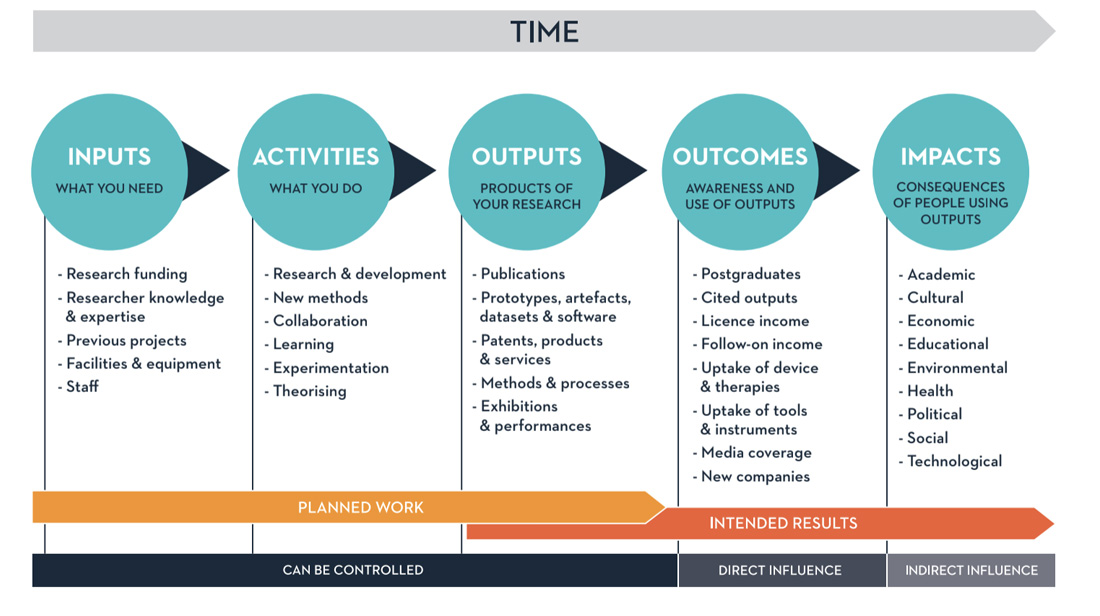 TIME
INPUTS
WHAT YOU NEED
ACTIVITIES
WHAT YOU DO
OUTPUTS
PRODUCTS OF
YOUR RESEARCH
OUTCOMES
AWARENESS AND
USE OF OUTPUTS
IMPACTS
CONSEQUENCES
OF PEOPLE USING
OUTPUTS
- Research funding
- Researcher knowledge
& expertise
- Previous projects
- Facilities & equipment
- Staff
- Research & development
- New methods
- Collaboration
- Learning
- Experimentation
- Theorising
- Publications
- Prototypes, artefacts,
datasets & software
- Patents, products
& services
- Methods & processes
- Exhibitions
& performances
- Postgraduates
- Cited outputs
- Licence income
- Follow-on income
- Uptake of device
& therapies
- Uptake of tools
& instruments
- Media coverage
- New companies
- Academic
- Cultural
- Economic
- Educational
- Environmental
- Health
- Political
- Social
- Technological
PLANNED WORK
INTENDED RESULTS
CAN BE CONTROLLED
DIRECT INFLUENCE
INDIRECT INFLUENCE